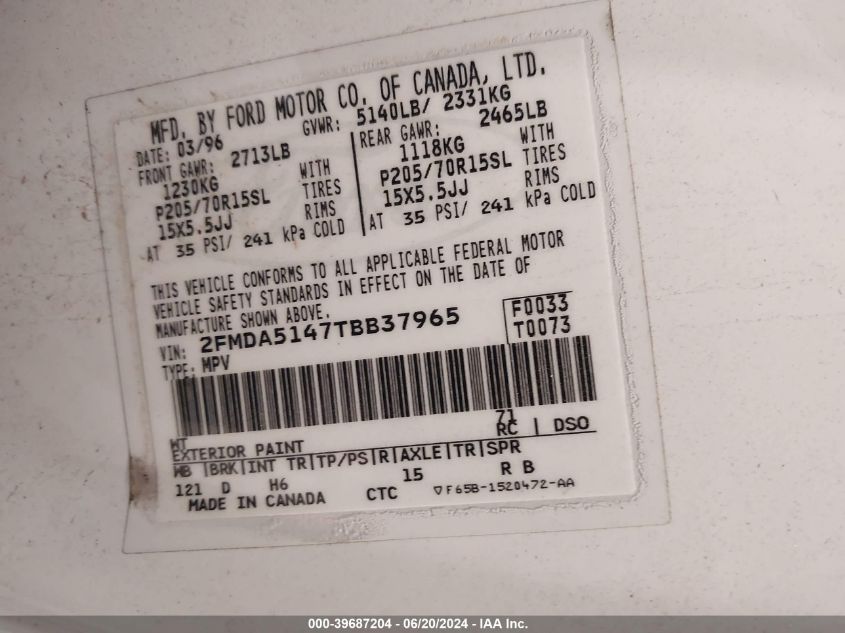 MFD. BY FORD MOTOR CO. OF CANADA, LTD.
DATE: 03/96 GVWR: 5140LB/ 2331KG
FRONT GAWR: 2713LB REAR GAWR: 2465LB
1230KG WITH 1118KG WITH
P205/70R15SL TIRES P205/70R15SL TIRES
15X5.5JJ RIMS 15X5.5JJ RIMS
AT 35 PSI/ 241 kPa COLD AT 35 PSI/ 241 kPa COLD
THIS VEHICLE CONFORMS TO ALL APPLICABLE FEDERAL MOTOR
VEHICLE SAFETY STANDARDS IN EFFECT ON THE DATE OF
MANUFACTURE SHOWN ABOVE.
VIN: 2FMDA5147TBB37965 F0033
TYPE: MPV T0073
WT 71
EXTERIOR PAINT RC | DSO
WB |BRK|INT TR|TP/PS|R|AXLE|TR|SPR
121 D H6 15 R B
MADE IN CANADA CTC ▽F65B-1520472-AA
000-39687204 - 06/20/2024 - IAA Inc.